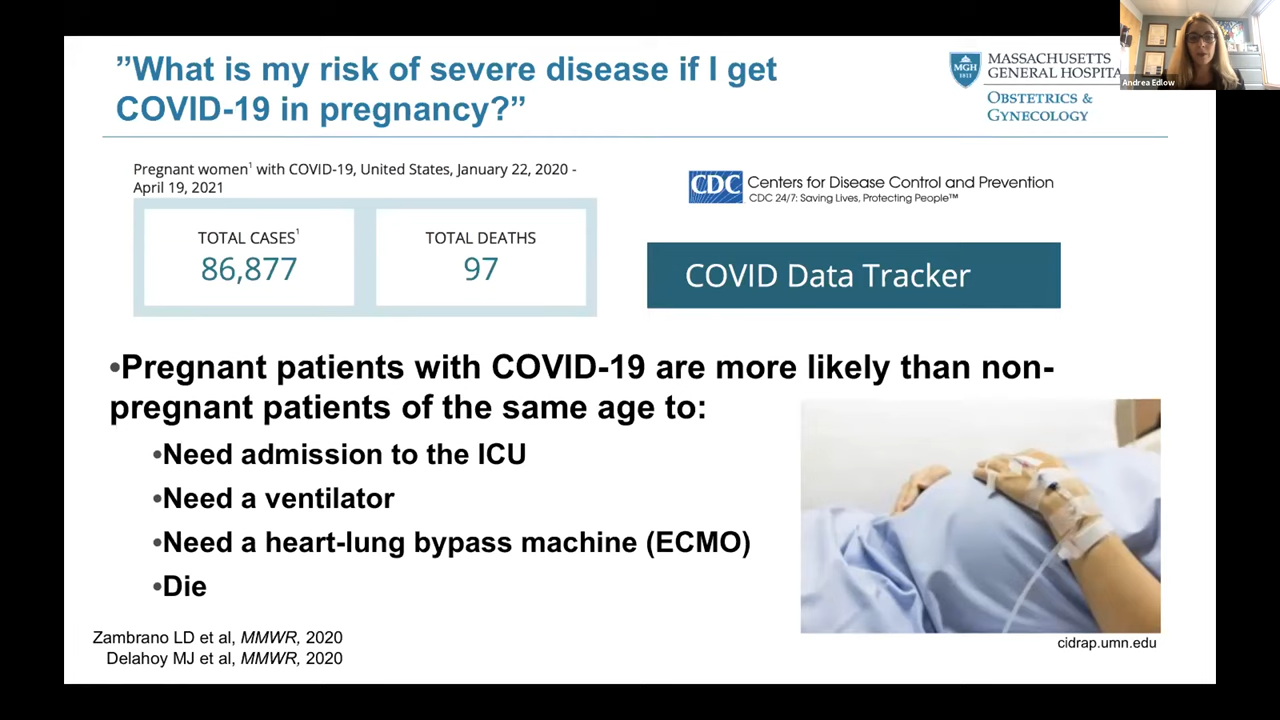 ”What is my risk of severe disease if I get
COVID-19 in pregnancy?”
MGH
1811
MASSACHUSETTS
GENERAL HOSPITA
OBSTETRICS &
GYNECOLOGY
Andrea Edlow
Pregnant women¹ with COVID-19, United States, January 22, 2020 -
April 19, 2021
TOTAL CASES¹
86,877
TOTAL DEATHS
97
CDC Centers for Disease Control and Prevention
CDC 24/7: Saving Lives, Protecting People™
COVID Data Tracker
•Pregnant patients with COVID-19 are more likely than non-
pregnant patients of the same age to:
•Need admission to the ICU
•Need a ventilator
•Need a heart-lung bypass machine (ECMO)
•Die
Zambrano LD et al, MMWR, 2020
Delahoy MJ et al, MMWR, 2020
cidrap.umn.edu